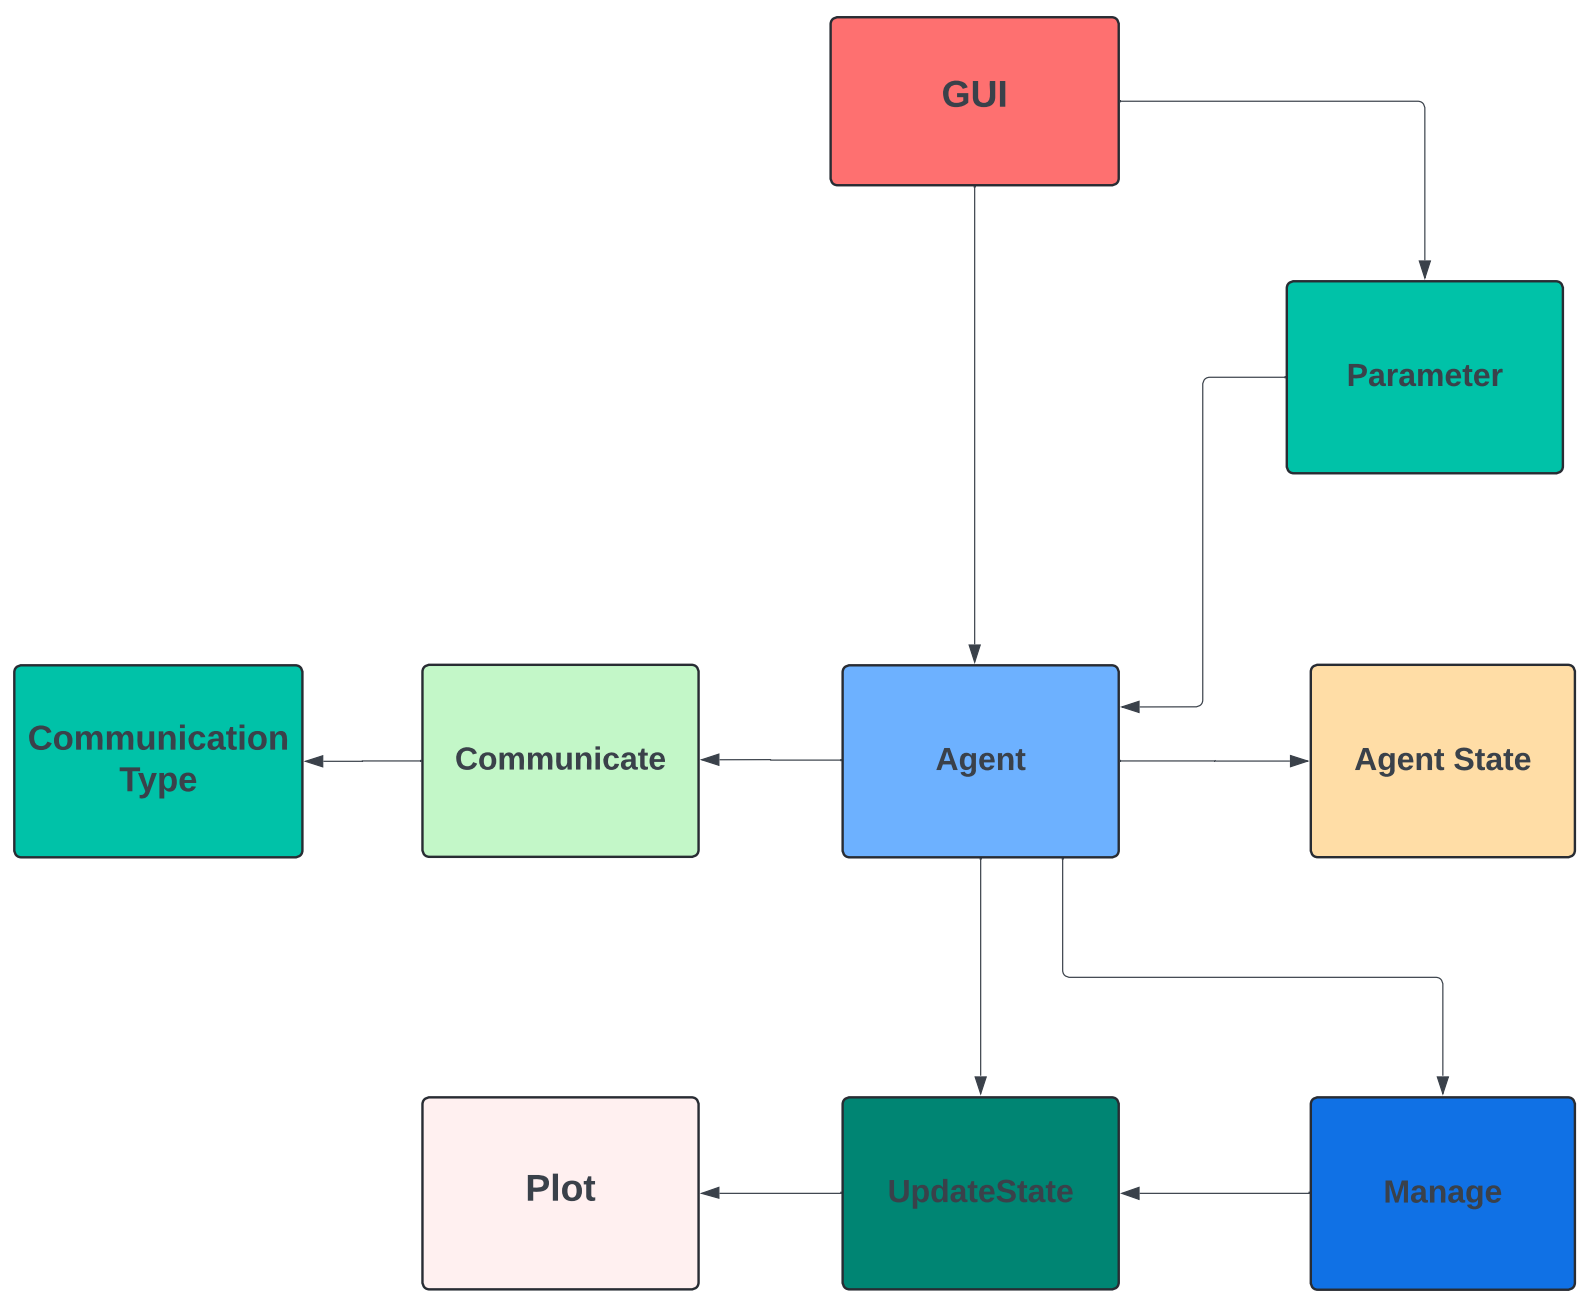 GUI
Parameter
Communication
Type
Communicate
Agent
Agent State
Plot
UpdateState
Manage